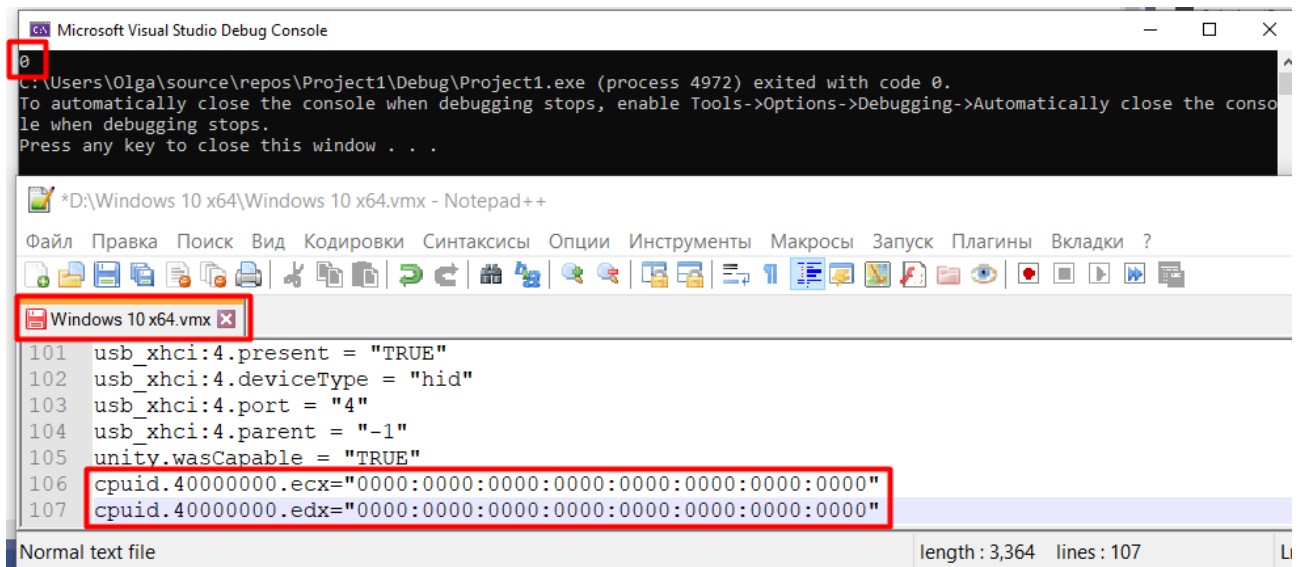 Microsoft Visual Studio Debug Console
0
C:\Users\Olga\source\repos\Project1\Debug\Project1.exe (process 4972) exited with code 0.
To automatically close the console when debugging stops, enable Tools->Options->Debugging->Automatically close the conso
le when debugging stops.
Press any key to close this window . . .
*D:\Windows 10 x64\Windows 10 x64.vmx - Notepad++
Файл Правка Поиск Вид Кодировки Синтаксисы Опции Инструменты Макросы Запуск Плагины Вкладки ?
Windows 10 x64.vmx
101 usb_xhci:4.present = "TRUE"
102 usb_xhci:4.deviceType = "hid"
103 usb_xhci:4.port = "4"
104 usb_xhci:4.parent = "-1"
105 unity.wasCapable = "TRUE"
106 cpuid.40000000.ecx="0000:0000:0000:0000:0000:0000:0000:0000"
107 cpuid.40000000.edx="0000:0000:0000:0000:0000:0000:0000:0000"
Normal text file length : 3,364 lines : 107